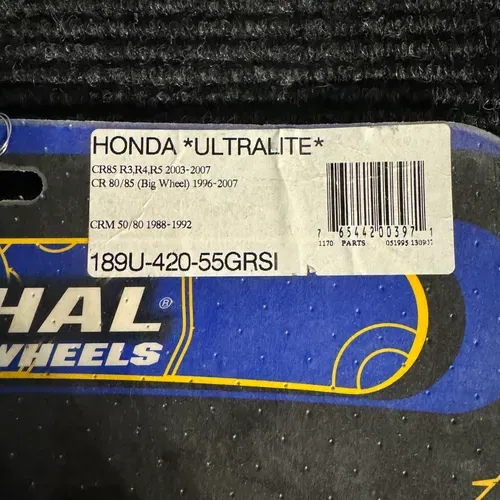 HONDA *ULTRALITE*
CR85 R3,R4,R5 2003-2007
CR 80/85 (Big Wheel) 1996-2007
CRM 50/80 1988-1992
189U-420-55GRSI
7 65442 00397 1
1170 PARTS 051995 130937
HAL®
WHEELS